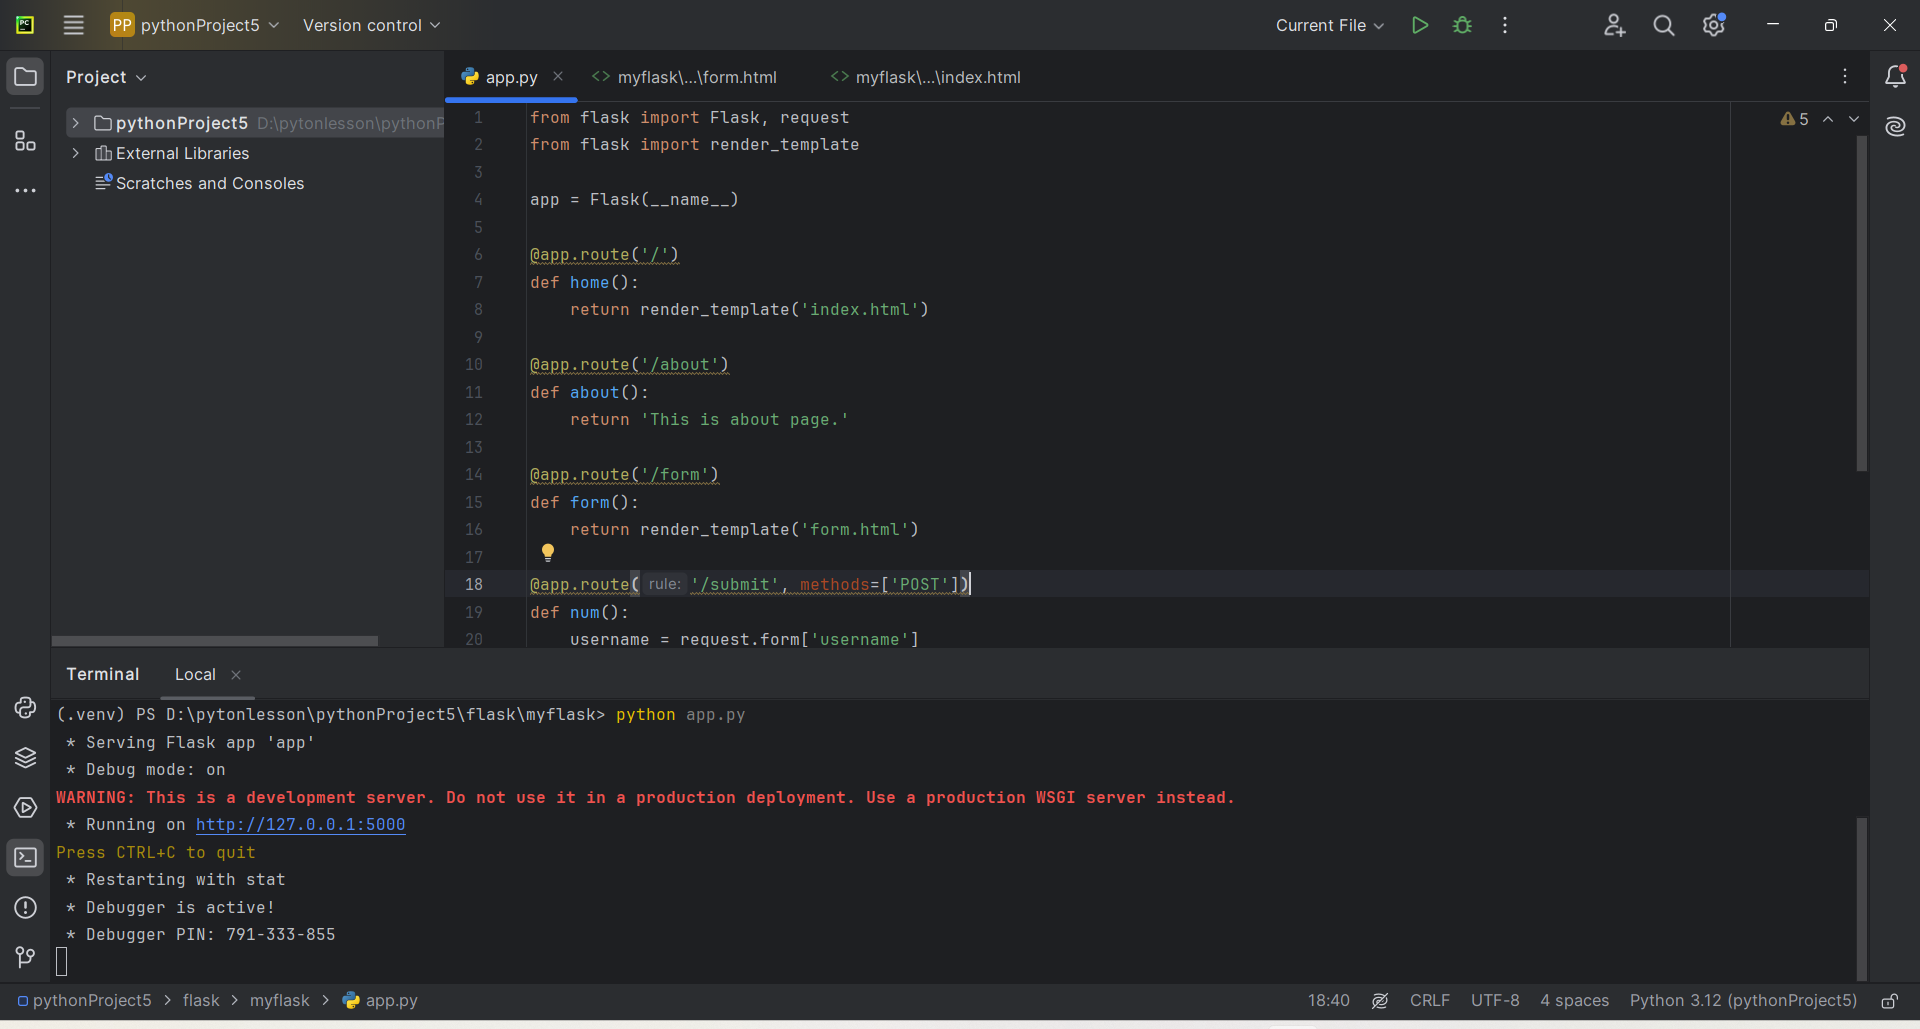 PC
PP pythonProject5 Version control Current File
Project
pythonProject5 D:\pytonlesson\pythonP
External Libraries
Scratches and Consoles
app.py myflask\...\form.html myflask\...\index.html
5
1 from flask import Flask, request
2 from flask import render_template
3
4 app = Flask(__name__)
5
6 @app.route('/')
7 def home():
8 return render_template('index.html')
9
10 @app.route('/about')
11 def about():
12 return 'This is about page.'
13
14 @app.route('/form')
15 def form():
16 return render_template('form.html')
17
18 @app.route( rule: '/submit', methods=['POST'])
19 def num():
20 username = request.form['username']
Terminal Local
(.venv) PS D:\pytonlesson\pythonProject5\flask\myflask> python app.py
* Serving Flask app 'app'
* Debug mode: on
WARNING: This is a development server. Do not use it in a production deployment. Use a production WSGI server instead.
* Running on http://127.0.0.1:5000
Press CTRL+C to quit
* Restarting with stat
* Debugger is active!
* Debugger PIN: 791-333-855
pythonProject5 > flask > myflask > app.py
18:40 CRLF UTF-8 4 spaces Python 3.12 (pythonProject5)